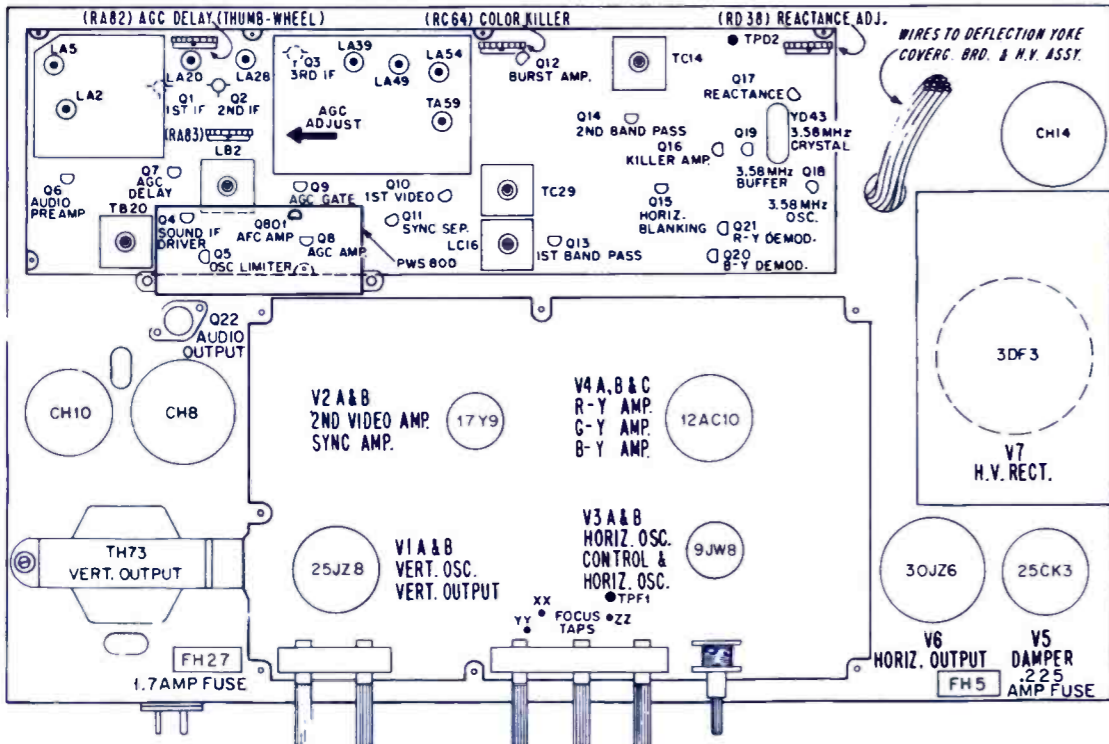 (RA82) AGC DELAY (THUMB-WHEEL)
(RC64) COLOR KILLER
(RD38) REACTANCE ADJ.
WIRES TO DEFLECTION YOKE
COVERG. BRD. & H.V. ASSY.
LA5
LA2
LA20
LA28
Q1
1ST IF
Q2
2ND IF
(RA83)
Q3
3RD IF
LA39
LA49
LA54
TA59
AGC
ADJUST
Q12
BURST AMP.
TC14
TPD2
Q17
REACTANCE
Q14
2ND BAND PASS
Q16
KILLER AMP.
Q19
3.58 MHz
BUFFER
YD43
3.58MHz
CRYSTAL
Q18
3.58 MHz
OSC.
CH14
Q6
AUDIO
PREAMP
Q7
AGC
DELAY
LB2
TB20
Q4
SOUND IF
DRIVER
Q5
OSC LIMITER
Q9
AGC GATE
Q801
AFC AMP
Q8
AGC AMP.
Q10
1ST VIDEO
Q11
SYNC SEP.
PWS 800
TC29
LC16
Q13
1ST BAND PASS
Q15
HORIZ.
BLANKING
Q21
R-Y DEMOD.
Q20
B-Y DEMOD.
Q22
AUDIO
OUTPUT
CH10
CH8
V2 A&B
2ND VIDEO AMP.
SYNC AMP.
17Y9
V4 A,B & C
R-Y AMP.
G-Y AMP.
B-Y AMP.
12AC10
3DF3
V7
H.V. RECT.
TH73
VERT. OUTPUT
25JZ8
V1 A & B
VERT. OSC.
VERT. OUTPUT
V3 A & B
HORIZ. OSC.
CONTROL &
HORIZ. OSC.
9JW8
TPF1
XX
YY
FOCUS
TAPS
ZZ
30JZ6
V6
HORIZ. OUTPUT
25CK3
V5
DAMPER
FH27
1.7 AMP FUSE
FH5
.225
AMP FUSE